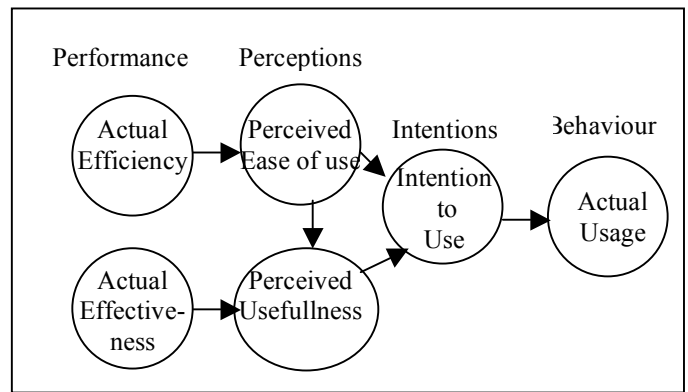 Performance
Perceptions
Actual
Efficiency
Perceived
Ease of use
Intentions
Behaviour
Intention
to
Use
Actual
Usage
Actual
Effective-
ness
Perceived
Usefullness